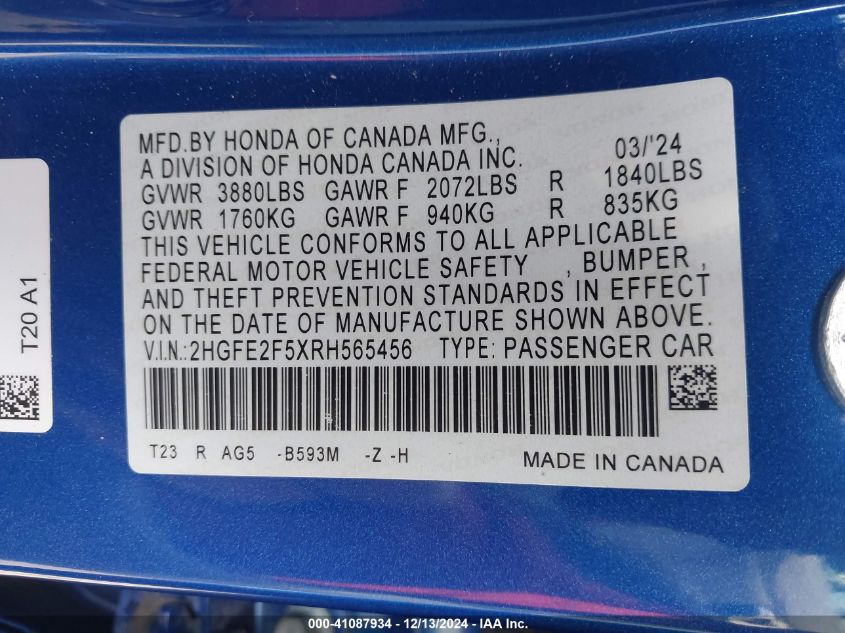 MFD.BY HONDA OF CANADA MFG.,
A DIVISION OF HONDA CANADA INC. 03/'24
GVWR 3880LBS GAWR F 2072LBS R 1840LBS
GVWR 1760KG GAWR F 940KG R 835KG
THIS VEHICLE CONFORMS TO ALL APPLICABLE
FEDERAL MOTOR VEHICLE SAFETY , BUMPER ,
AND THEFT PREVENTION STANDARDS IN EFFECT
ON THE DATE OF MANUFACTURE SHOWN ABOVE.
V.I.N.:2HGFE2F5XRH565456 TYPE: PASSENGER CAR
T23 R AG5 -B593M -Z -H MADE IN CANADA
T20 A1
000-41087934 - 12/13/2024 - IAA Inc.